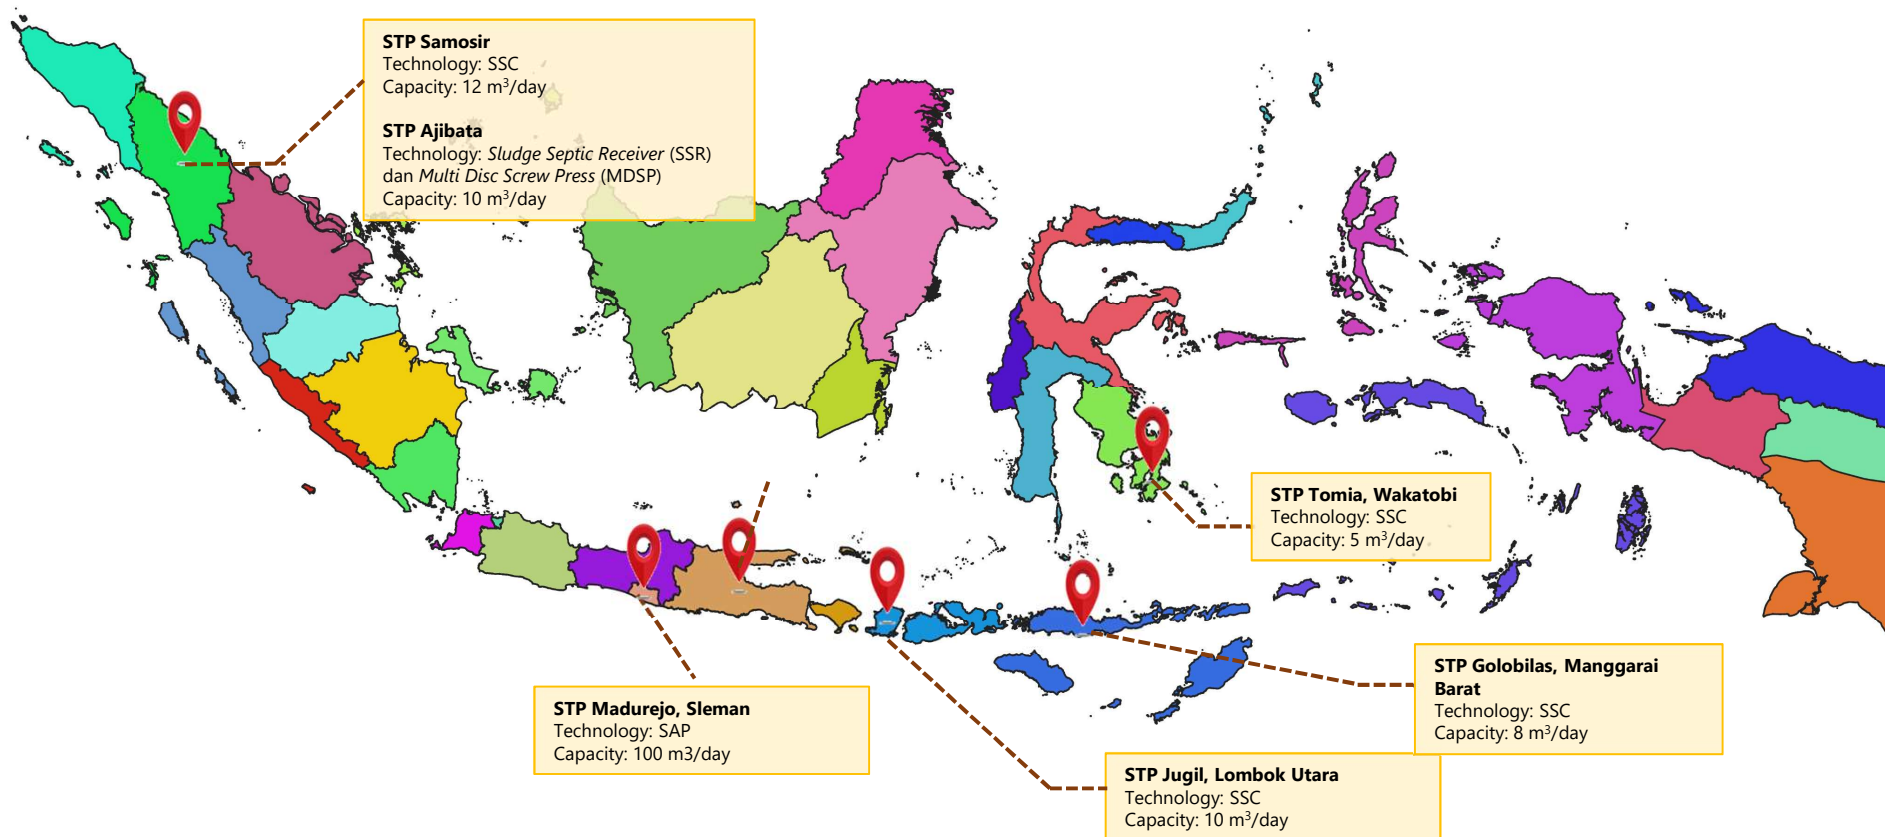 STP Samosir
Technology: SSC
Capacity: 12 m³/day
STP Ajibata
Technology: Sludge Septic Receiver (SSR)
dan Multi Disc Screw Press (MDSP)
Capacity: 10 m³/day
STP Tomia, Wakatobi
Technology: SSC
Capacity: 5 m³/day
STP Golobilas, Manggarai
Barat
Technology: SSC
Capacity: 8 m³/day
STP Madurejo, Sleman
Technology: SAP
Capacity: 100 m3/day
STP Jugil, Lombok Utara
Technology: SSC
Capacity: 10 m³/day